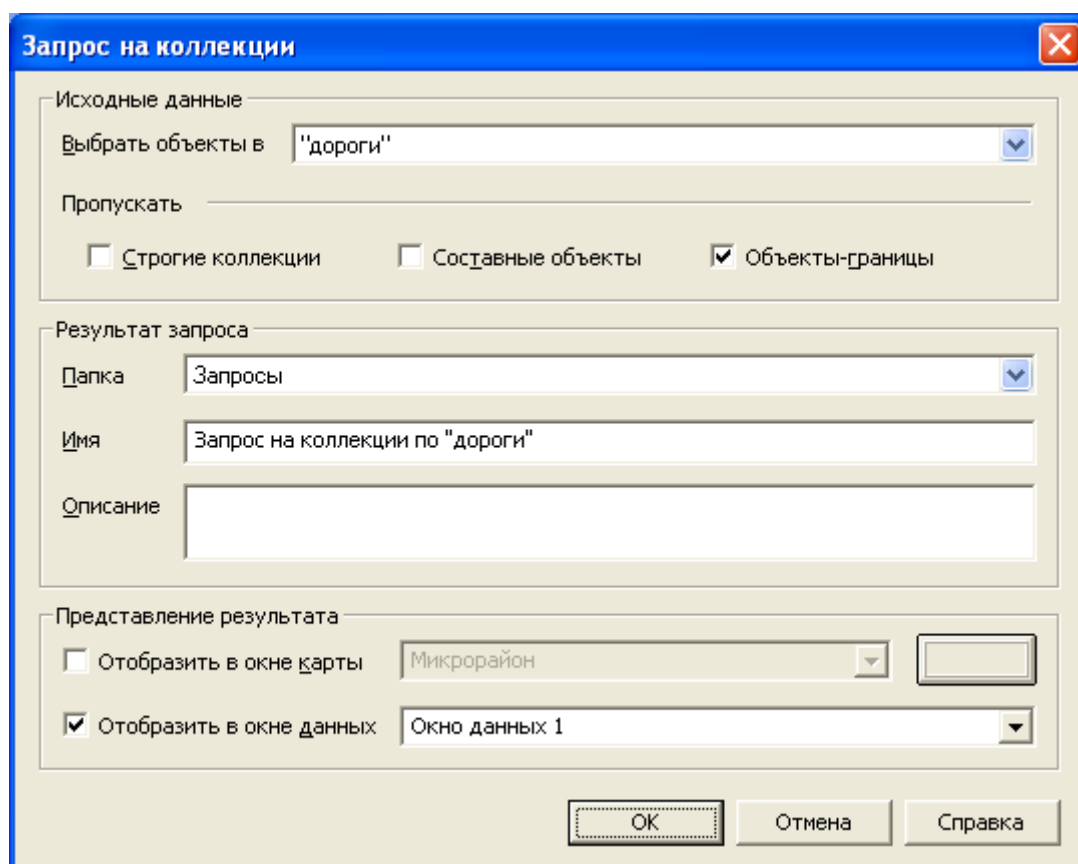 Запрос на коллекции
Исходные данные
Выбрать объекты в "дороги"
Пропускать
Строгие коллекции Составные объекты Объекты-границы
Результат запроса
Папка Запросы
Имя Запрос на коллекции по "дороги"
Описание
Представление результата
Отобразить в окне карты Микрорайон
Отобразить в окне данных Окно данных 1
OK Отмена Справка